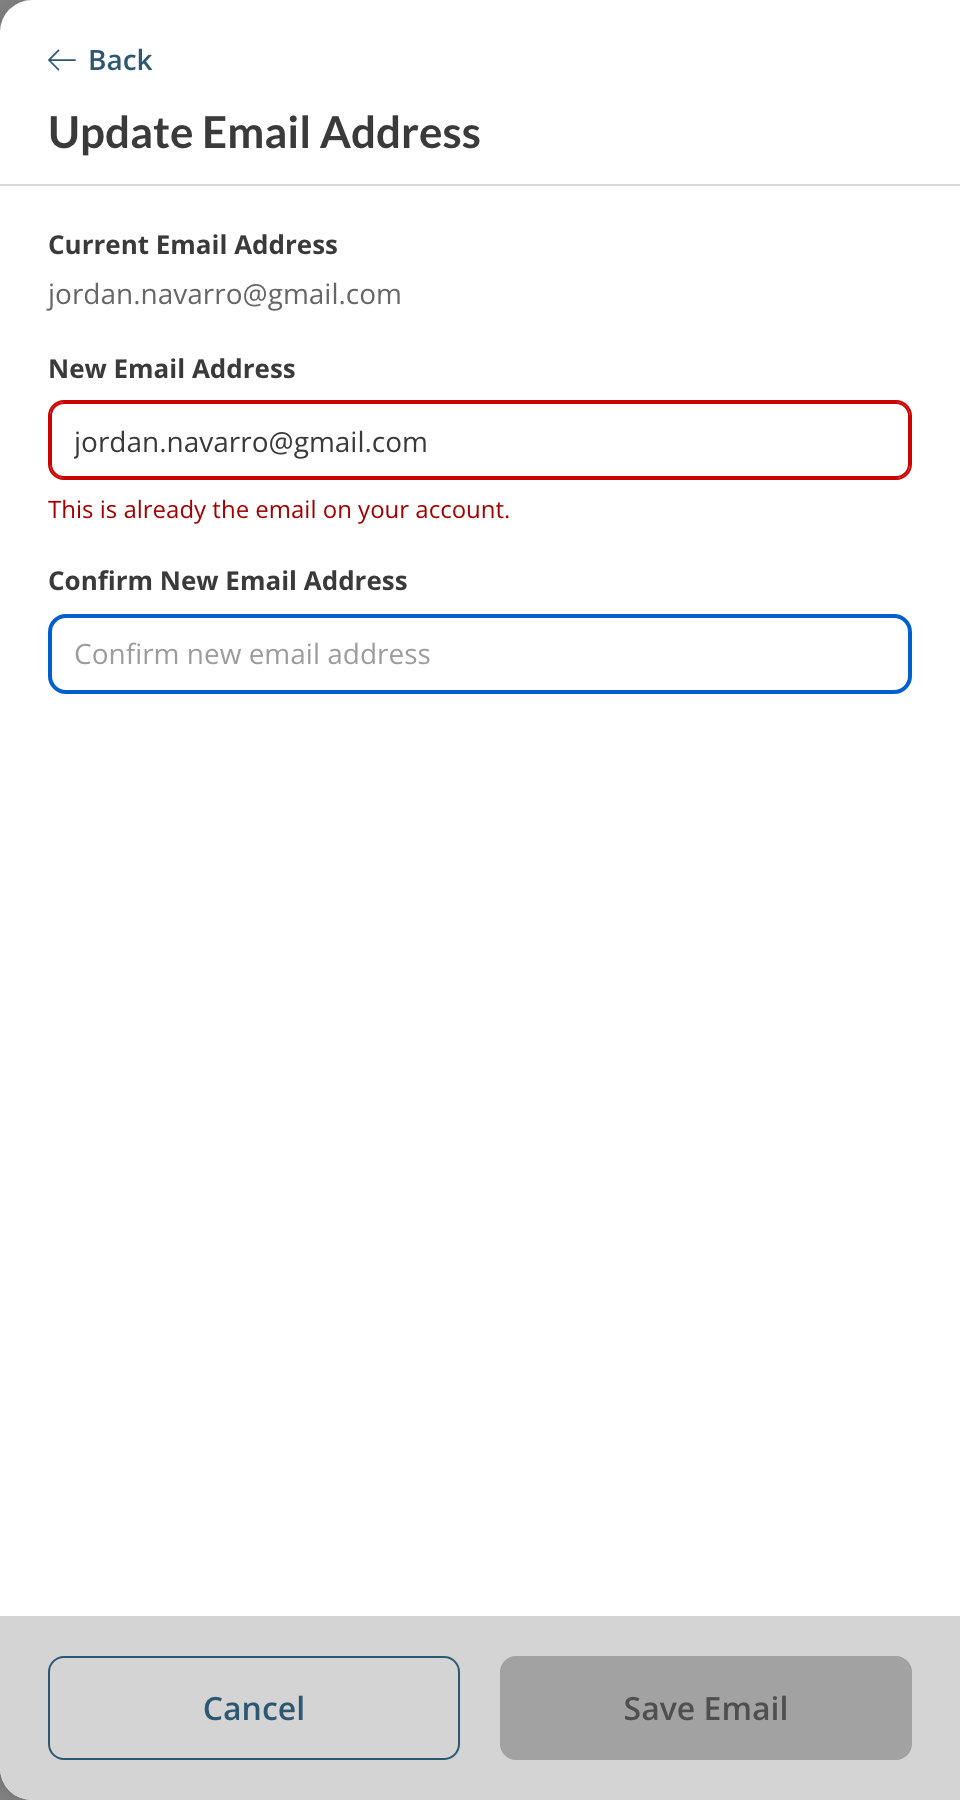 Back
Update Email Address
Current Email Address
jordan.navarro@gmail.com
New Email Address
jordan.navarro@gmail.com
This is already the email on your account.
Confirm New Email Address
Confirm new email address
Cancel
Save Email